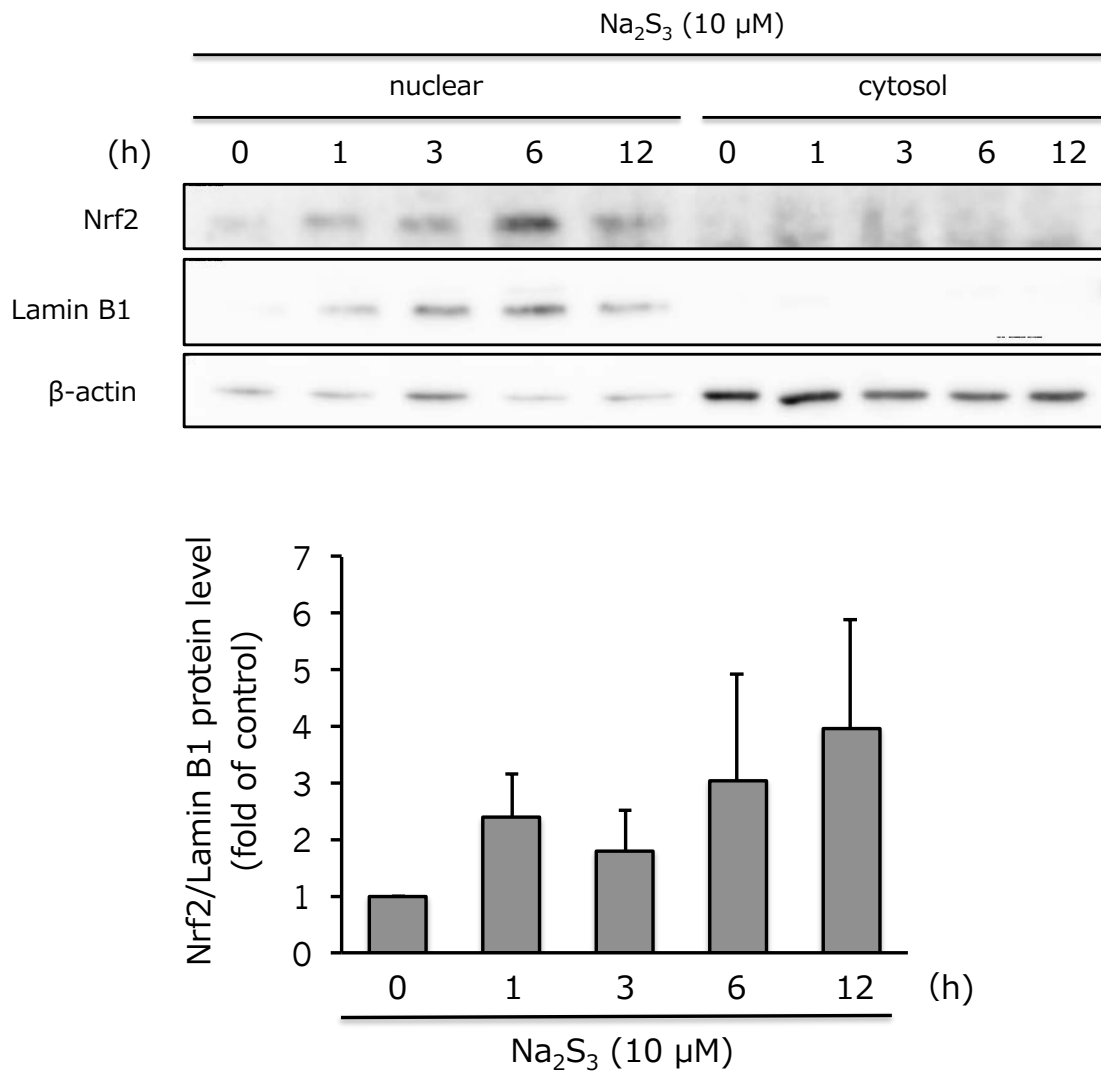 Na₂S₃ (10 µM)
nuclear cytosol
(h) 0 1 3 6 12 0 1 3 6 12
Nrf2
Lamin B1
β-actin
Nrf2/Lamin B1 protein level
(fold of control)
7
6
5
4
3
2
1
0
0 1 3 6 12 (h)
Na₂S₃ (10 µM)